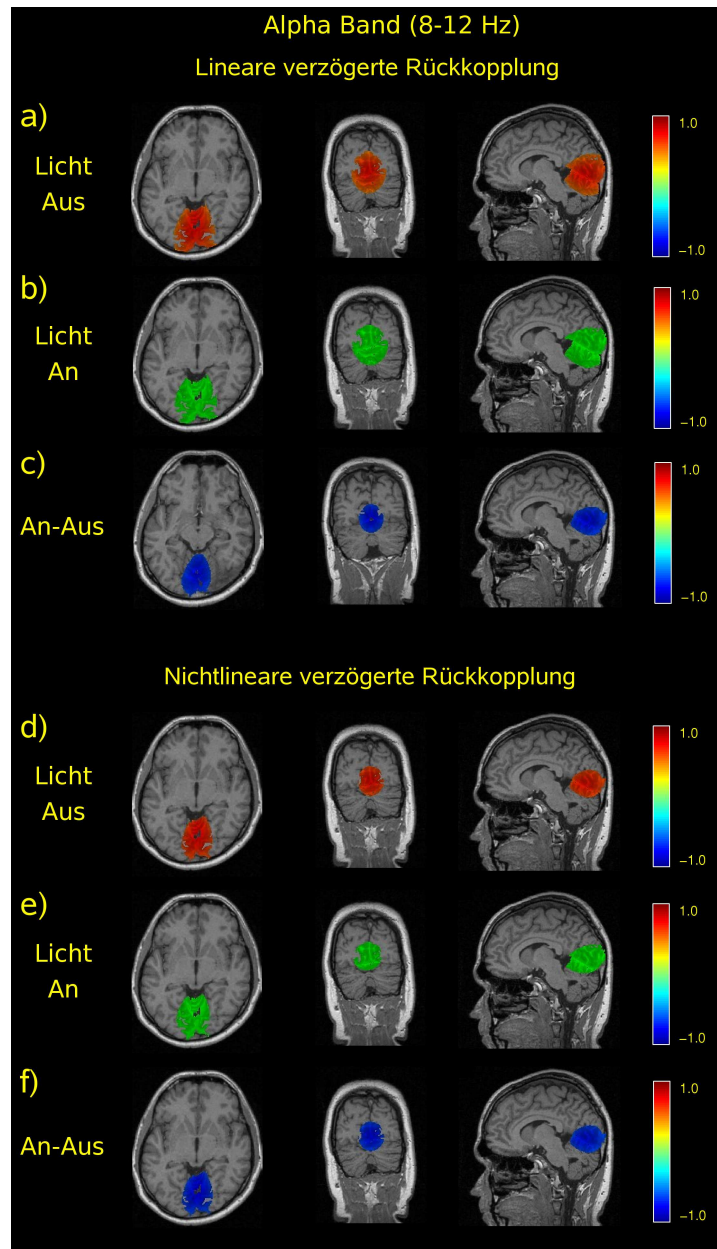 Alpha Band (8-12 Hz)
Lineare verzögerte Rückkopplung
a)
Licht
Aus
1.0
−1.0
b)
Licht
An
1.0
−1.0
c)
An-Aus
1.0
−1.0
Nichtlineare verzögerte Rückkopplung
d)
Licht
Aus
1.0
−1.0
e)
Licht
An
1.0
−1.0
f)
An-Aus
1.0
−1.0